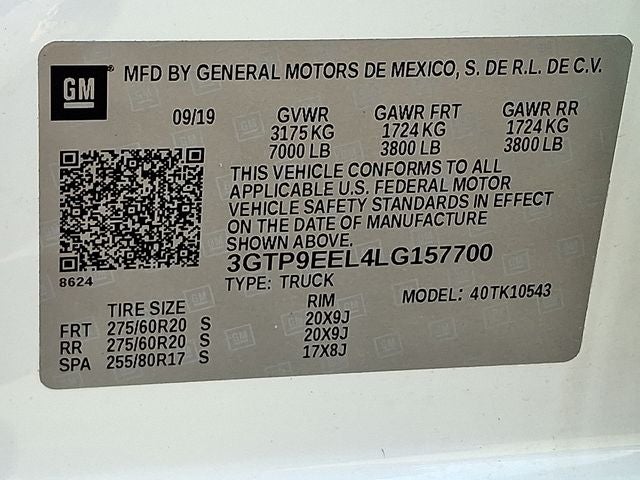 GM ® MFD BY GENERAL MOTORS DE MEXICO, S. DE R.L. DE C.V.
09/19 GVWR GAWR FRT GAWR RR
3175 KG 1724 KG 1724 KG
7000 LB 3800 LB 3800 LB
THIS VEHICLE CONFORMS TO ALL
APPLICABLE U.S. FEDERAL MOTOR
VEHICLE SAFETY STANDARDS IN EFFECT
ON THE DATE OF MANUFACTURE
SHOWN ABOVE.
3GTP9EEL4LG157700
8624
TYPE: TRUCK
MODEL: 40TK10543
TIRE SIZE RIM
FRT 275/60R20 S 20X9J
RR 275/60R20 S 20X9J
SPA 255/80R17 S 17X8J